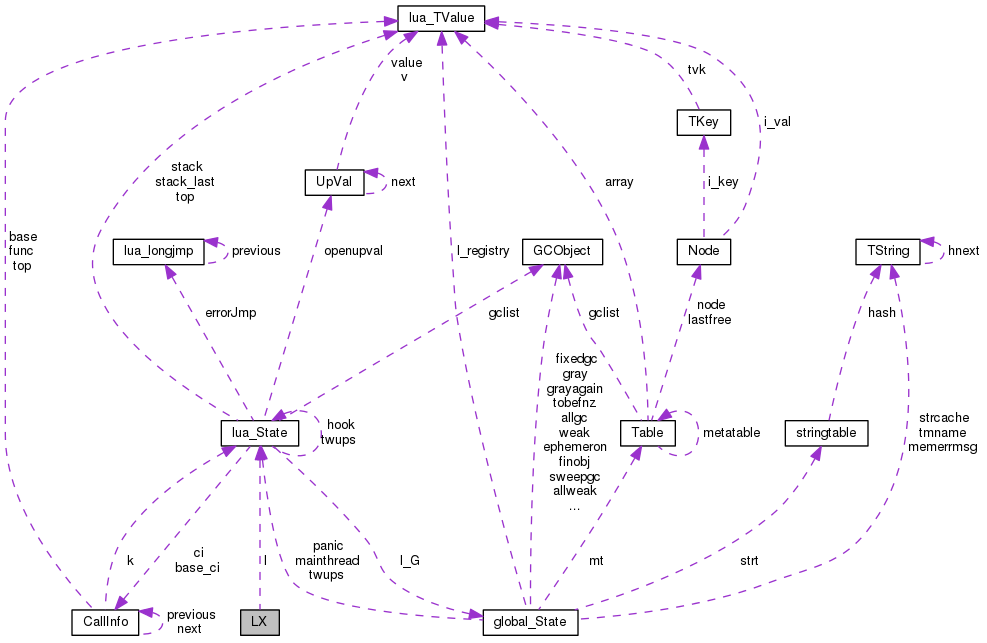 lua_TValue
value
v
tvk
TKey
i_val
stack
stack_last
top
UpVal
next
array
i_key
base
func
top
lua_longjmp
previous
openupval
l_registry
GCObject
Node
TString
hnext
errorJmp
gclist
gclist
node
lastfree
hash
fixedgc
gray
grayagain
tobefnz
allgc
weak
ephemeron
finobj
sweepgc
allweak
...
lua_State
hook
twups
Table
metatable
stringtable
strcache
tmname
memerrmsg
k
ci
base_ci
l
panic
mainthread
twups
l_G
mt
strt
CallInfo
previous
next
LX
global_State